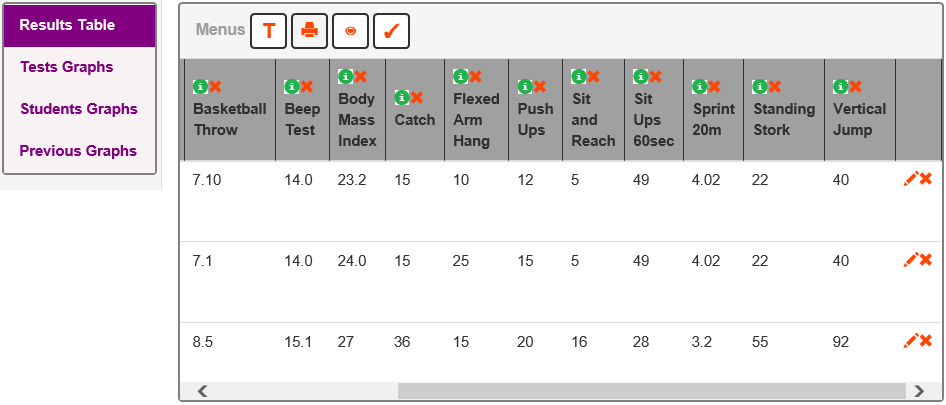 Results Table
Tests Graphs
Students Graphs
Previous Graphs
Menus T
Basketball Throw Beep Test Body Mass Index Catch Flexed Arm Hang Push Ups Sit and Reach Sit Ups 60sec Sprint 20m Standing Stork Vertical Jump
7.10 14.0 23.2 15 10 12 5 49 4.02 22 40
7.1 14.0 24.0 15 25 15 5 49 4.02 22 40
8.5 15.1 27 36 15 20 16 28 3.2 55 92